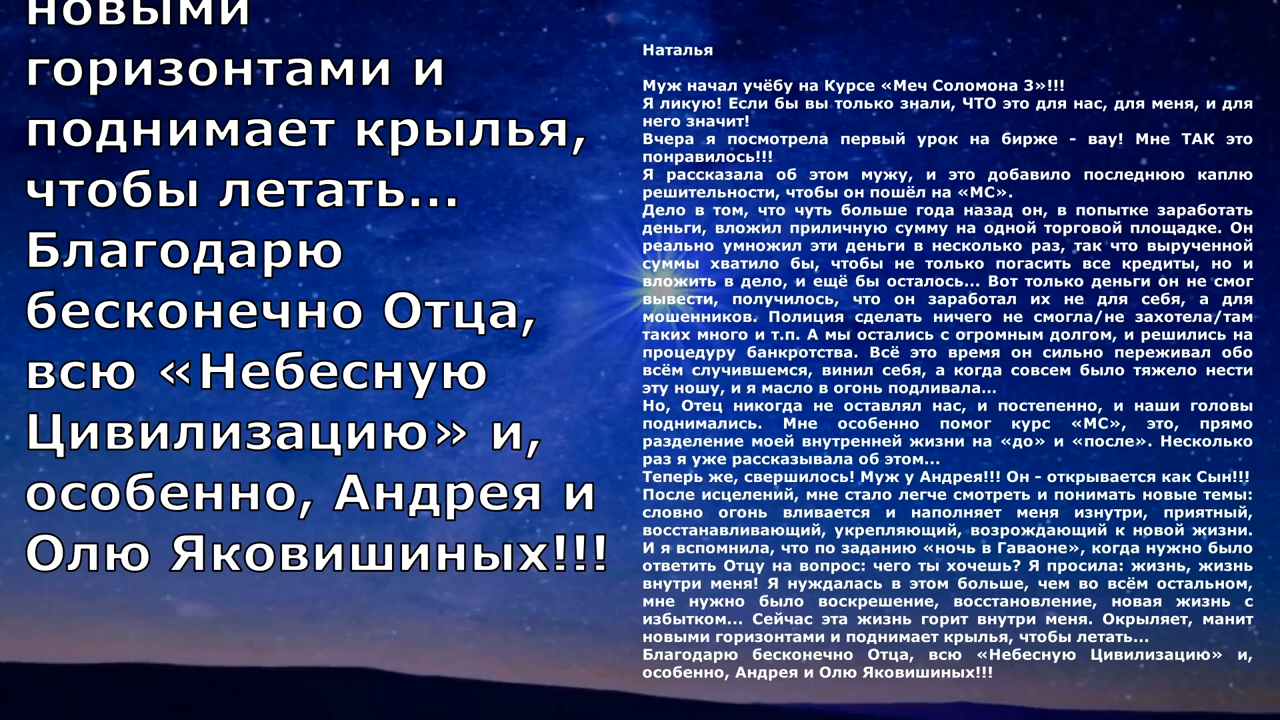 новыми
горизонтами и
поднимает крылья,
чтобы летать...
Благодарю
бесконечно Отца,
всю «Небесную
Цивилизацию» и,
особенно, Андрея и
Олю Яковишиных!!!
Наталья
Муж начал учёбу на Курсе «Меч Соломона 3»!!!
Я ликую! Если бы вы только знали, ЧТО это для нас, для меня, и для
него значит!
Вчера я посмотрела первый урок на бирже - вау! Мне ТАК это
понравилось!!!
Я рассказала об этом мужу, и это добавило последнюю каплю
решительности, чтобы он пошёл на «МС».
Дело в том, что чуть больше года назад он, в попытке заработать
деньги, вложил приличную сумму на одной торговой площадке. Он
реально умножил эти деньги в несколько раз, так что вырученной
суммы хватило бы, чтобы не только погасить все кредиты, но и
вложить в дело, и ещё бы осталось... Вот только деньги он не смог
вывести, получилось, что он заработал их не для себя, а для
мошенников. Полиция сделать ничего не смогла/не захотела/там
таких много и т.п. А мы остались с огромным долгом, и решились на
процедуру банкротства. Всё это время он сильно переживал обо
всём случившемся, винил себя, а когда совсем было тяжело нести
эту ношу, и я масло в огонь подливала...
Но, Отец никогда не оставлял нас, и постепенно, и наши головы
поднимались. Мне особенно помог курс «МС», это, прямо
разделение моей внутренней жизни на «до» и «после». Несколько
раз я уже рассказывала об этом...
Теперь же, свершилось! Муж у Андрея!!! Он - открывается как Сын!!!
После исцелений, мне стало легче смотреть и понимать новые темы:
словно огонь вливается и наполняет меня изнутри, приятный,
восстанавливающий, укрепляющий, возрождающий к новой жизни.
И я вспомнила, что по заданию «ночь в Гаваоне», когда нужно было
ответить Отцу на вопрос: чего ты хочешь? Я просила: жизнь, жизнь
внутри меня! Я нуждалась в этом больше, чем во всём остальном,
мне нужно было воскрешение, восстановление, новая жизнь с
избытком... Сейчас эта жизнь горит внутри меня. Окрыляет, манит
новыми горизонтами и поднимает крылья, чтобы летать...
Благодарю бесконечно Отца, всю «Небесную Цивилизацию» и,
особенно, Андрея и Олю Яковишиных!!!